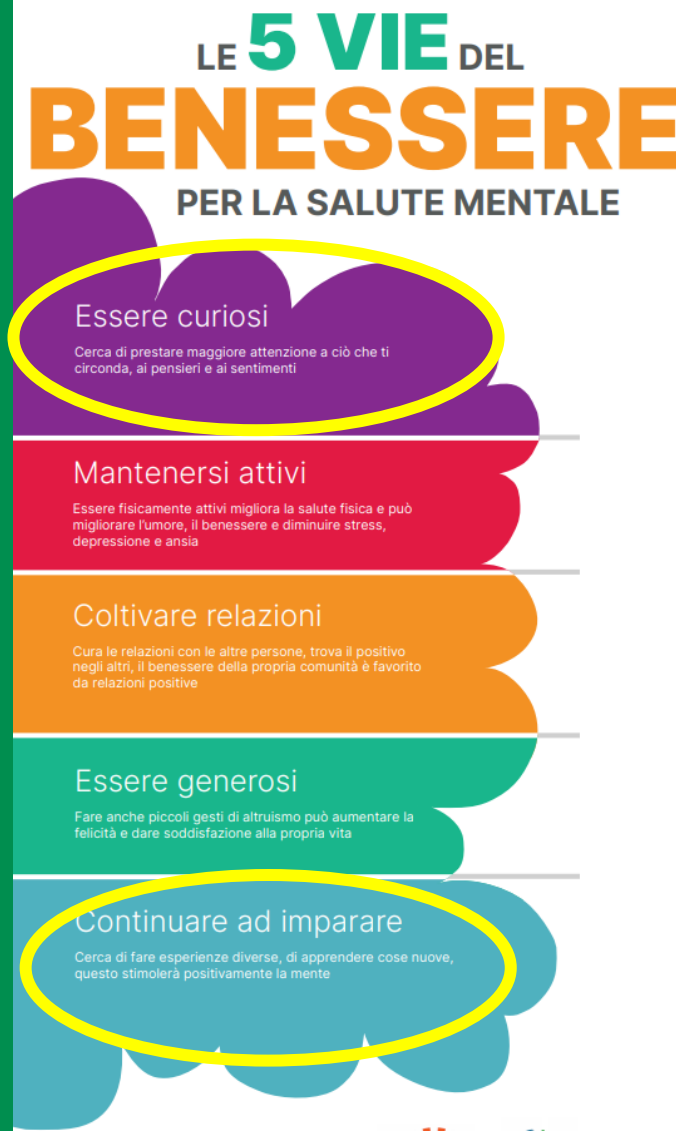 LE 5 VIE DEL
BENESSERE
PER LA SALUTE MENTALE
Essere curiosi
Cerca di prestare maggiore attenzione a ciò che ti
circonda, ai pensieri e ai sentimenti
Mantenersi attivi
Essere fisicamente attivi migliora la salute fisica e può
migliorare l'umore, il benessere e diminuire stress,
depressione e ansia
Coltivare relazioni
Cura le relazioni con le altre persone, trova il positivo
negli altri, il benessere della propria comunità è favorito
da relazioni positive
Essere generosi
Fare anche piccoli gesti di altruismo può aumentare la
felicità e dare soddisfazione alla propria vita
Continuare ad imparare
Cerca di fare esperienze diverse, di apprendere cose nuove,
questo stimolerà positivamente la mente